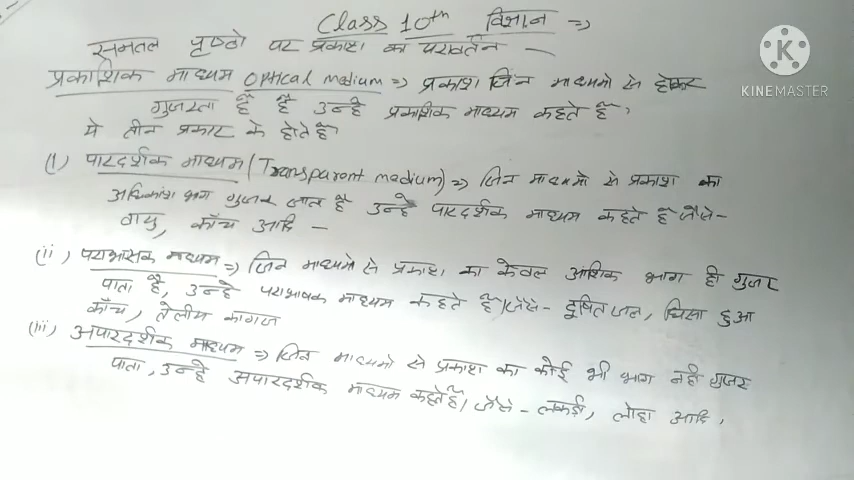 Class 10th विज्ञान ⇒
समतल पृष्ठो पर प्रकाश का परावर्तन -
प्रकाशिक माध्यम optical medium ⇒ प्रकाश जिन माध्यमो से होकर
गुजरता है है उन्हे प्रकाशिक माध्यम कहते हैं।
ये तीन प्रकार के होते है
(i) पारदर्शक माध्यम (Transparent medium) ⇒ जिन माध्यमो से प्रकाश का
अधिकांश भाग गुजर जात है उन्हे पारदर्शक माध्यम कहते है जैसे-
वायु, काँच आदि -
(ii) पराभासक माध्यम ⇒ जिन माध्यमो से प्रकाश का केवल आंशिक भाग ही गुजर
पाता है, उन्हे पराभाषक माध्यम कहते हैं। जैसे- दूषित जल, घिसा हुआ
काँच, तेलीय कागज
(iii) अपारदर्शक माध्यम ⇒ जिन माध्यमो से प्रकाश का कोई भी भाग नही गुजर
पाता, उन्हे अपारदर्शक माध्यम कहते हैं। जैसे - लकड़ी, लोहा आदि,
KINEMASTER